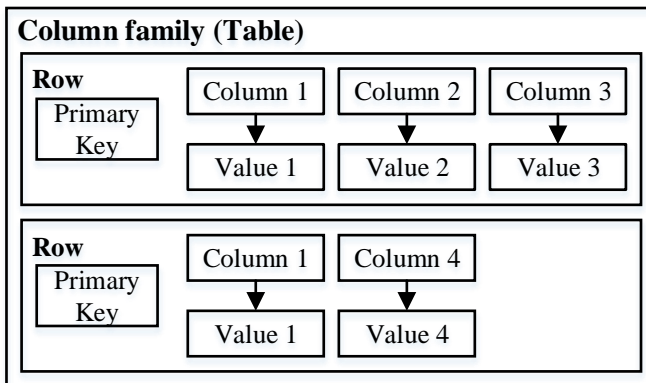 Column family (Table)
Row
Primary
Key
Column 1
Column 2
Column 3
Value 1
Value 2
Value 3
Row
Primary
Key
Column 1
Column 4
Value 1
Value 4